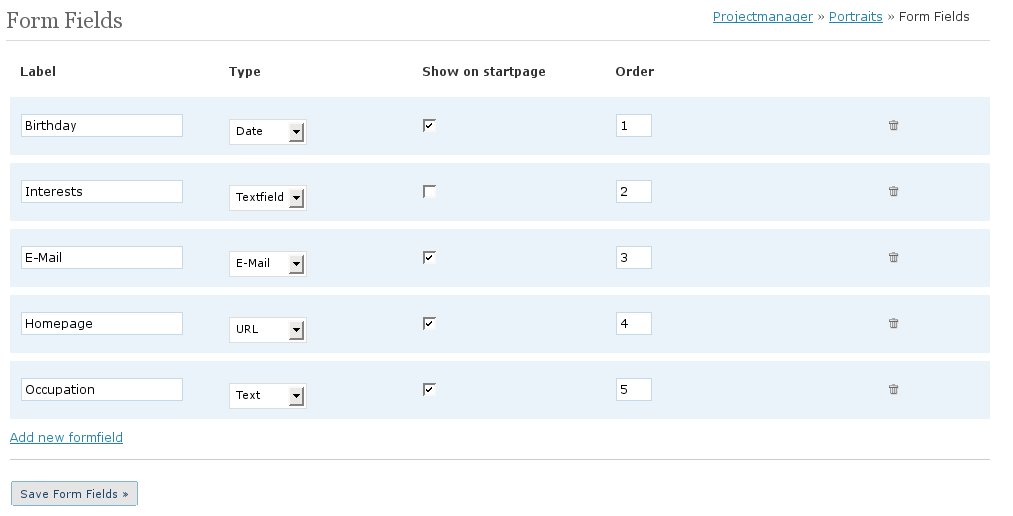 Form Fields
Projectmanager » Portraits » Form Fields
Label Type Show on startpage Order
Birthday Date 1
Interests Textfield 2
E-Mail E-Mail 3
Homepage URL 4
Occupation Text 5
Add new formfield
Save Form Fields »